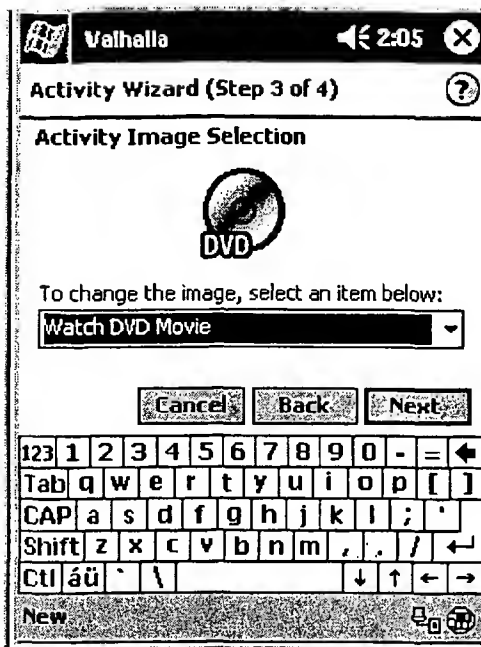 Valhalla 2:05
Activity Wizard (Step 3 of 4) ?
Activity Image Selection
DVD
To change the image, select an item below:
Watch DVD Movie
Cancel Back Next
123 1 2 3 4 5 6 7 8 9 0 - = ←
Tab q w e r t y u i o p [ ]
CAP a s d f g h j k l ; '
Shift z x c v b n m , . / ↵
Ctl áü ` \ ↓ ↑ ← →
New